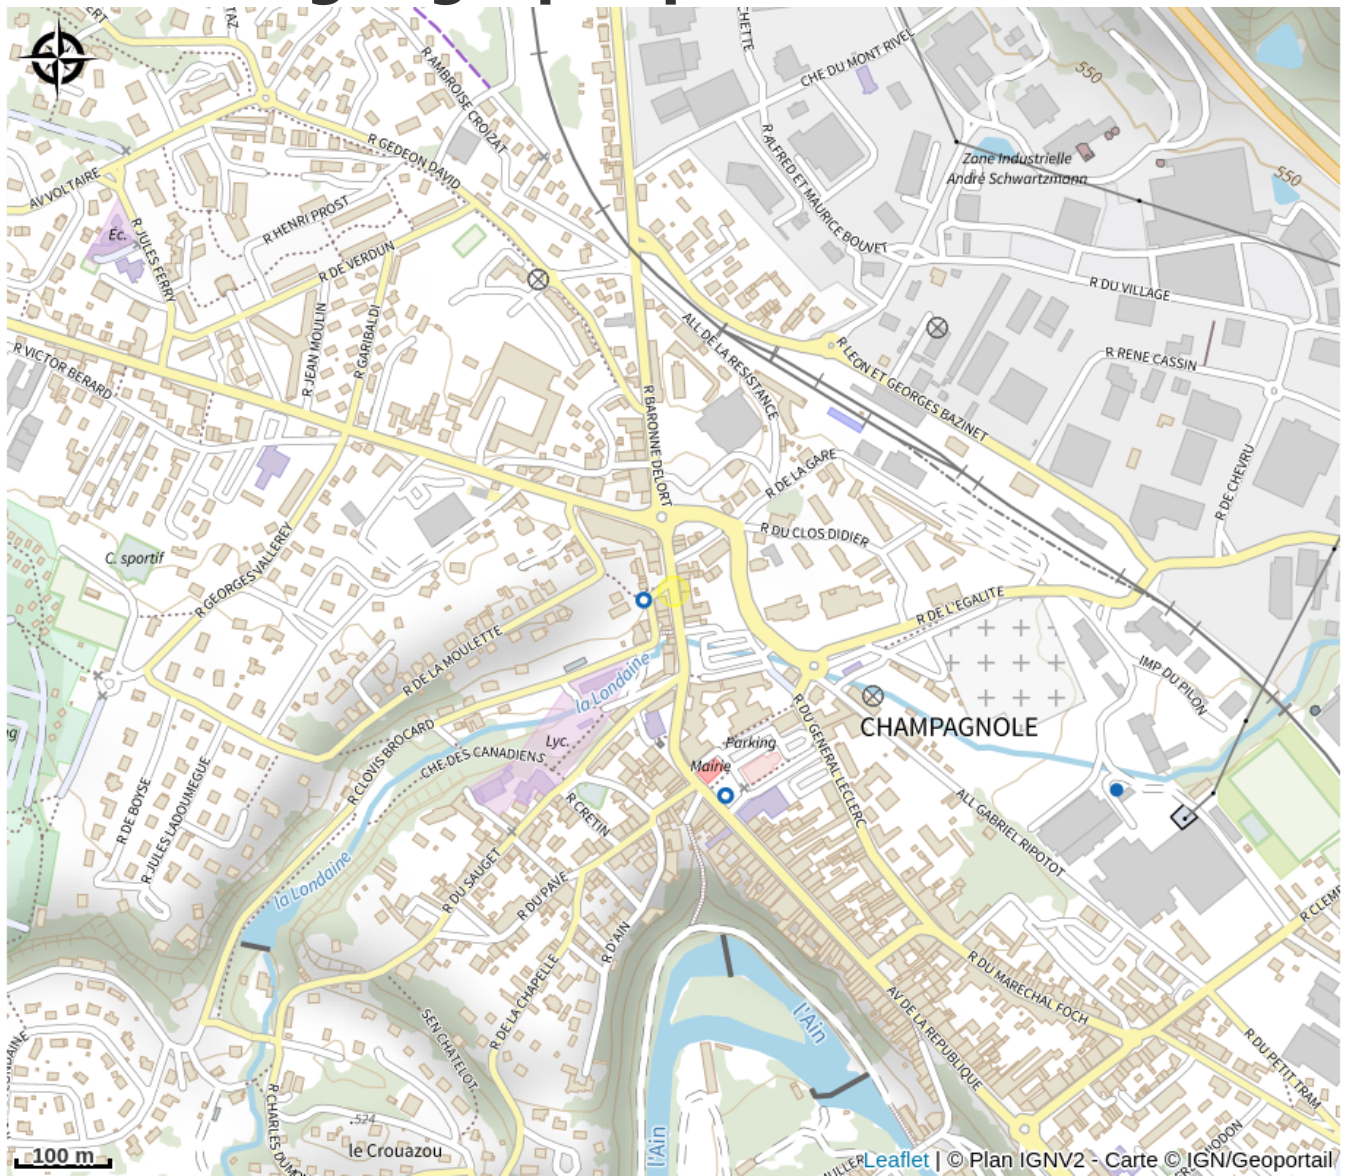 R AMBROISE CROIZAT
CHE DU MONT RIVEL
550
R GEDEON DAVID
R ALFRED ET MAURICE BOUVET
Zone Industrielle
André Schwartzmann
550
AV VOLTAIRE
Éc.
R JULES FERRY
R HENRI PROST
R DE VERDUN
R DU VILLAGE
R VICTOR BERARD
R JEAN MOULIN
R GARIBALDI
ALL DE LA RESISTANCE
R LEON ET GEORGES BAZINET
R RENE CASSIN
R BARONNE DELORT
R DE LA GARE
R DE CHEVRU
R DU CLOS DIDIER
C. sportif
R GEORGES VALLEREY
R DE L'EGALITE
R DE LA MOULETTE
la Londaine
IMP DU PILON
R CLOVIS BROCARD
CHE DES CANADIENS
Lyc.
Parking
Mairie
R DU GENERAL LECLERC
CHAMPAGNOLE
R DE BOYSE
R JULES LADOUMEGUE
R CRETIN
ALL GABRIEL RIPOTOT
la Londaine
R DU SAUGET
R DU PAVE
R D'AIN
R DE LA CHAPELLE
R DU MARECHAL FOCH
l'Ain
AV DE LA REPUBLIQUE
SEN CHATELOT
R DU PETIT TRAM
524
le Crouazou
l'Ain
100 m
Leaflet | © Plan IGNV2 - Carte © IGN/Geoportail